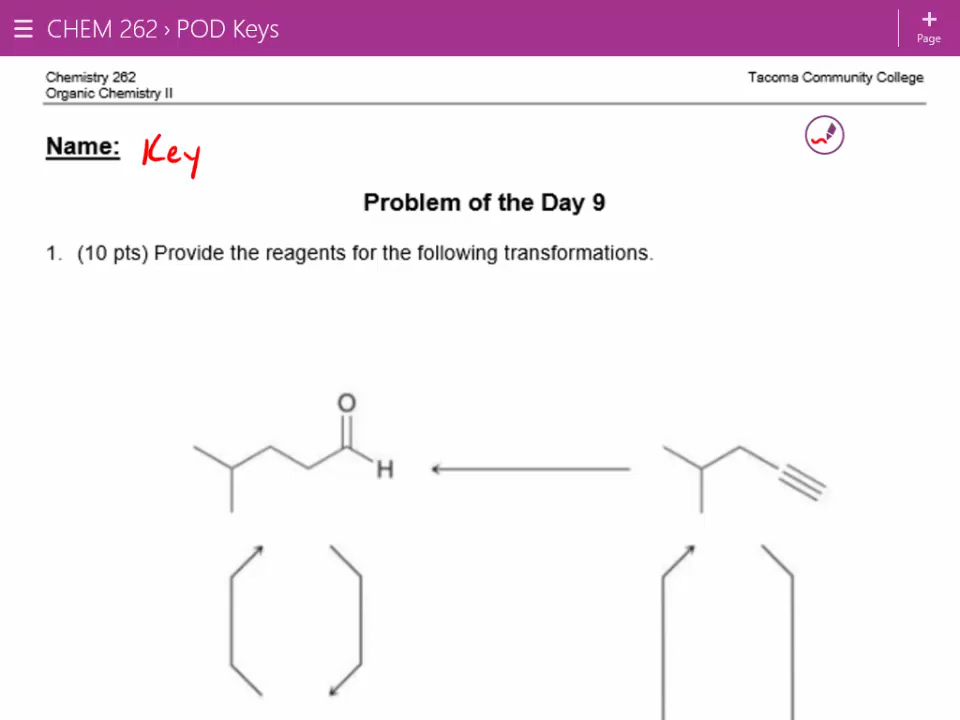 ☰ CHEM 262 › POD Keys
+
Page
Chemistry 262
Tacoma Community College
Organic Chemistry II
Name: Key
Problem of the Day 9
1. (10 pts) Provide the reagents for the following transformations.
O
H